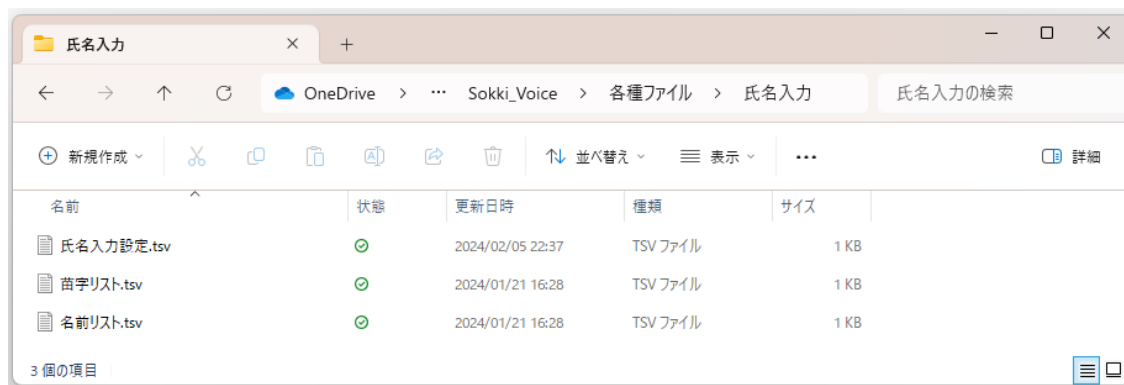 氏名入力
OneDrive > … Sokki_Voice > 各種ファイル > 氏名入力 氏名入力の検索
新規作成 並べ替え 表示 … 詳細
名前 状態 更新日時 種類 サイズ
氏名入力設定.tsv 2024/02/05 22:37 TSV ファイル 1 KB
苗字リスト.tsv 2024/01/21 16:28 TSV ファイル 1 KB
名前リスト.tsv 2024/01/21 16:28 TSV ファイル 1 KB
3 個の項目